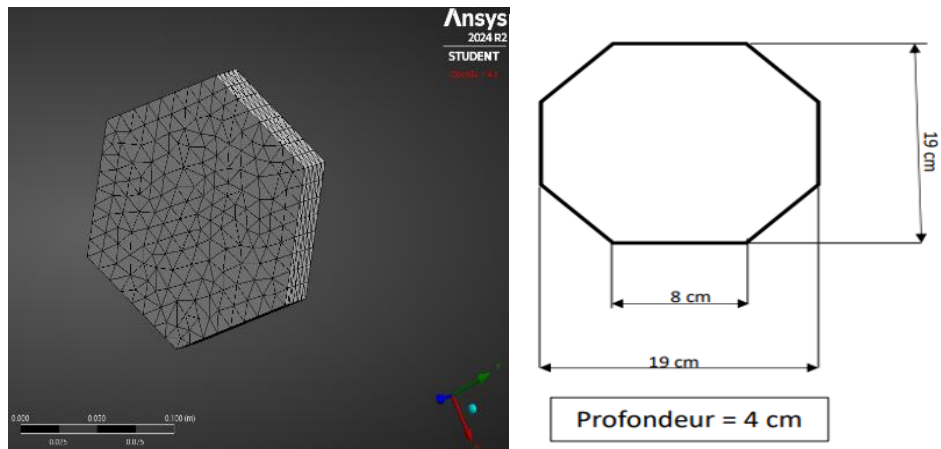 Ansys
2024 R2
STUDENT
0.000
0.050
0.100 (m)
0.025
0.075
19 cm
8 cm
19 cm
Profondeur = 4 cm